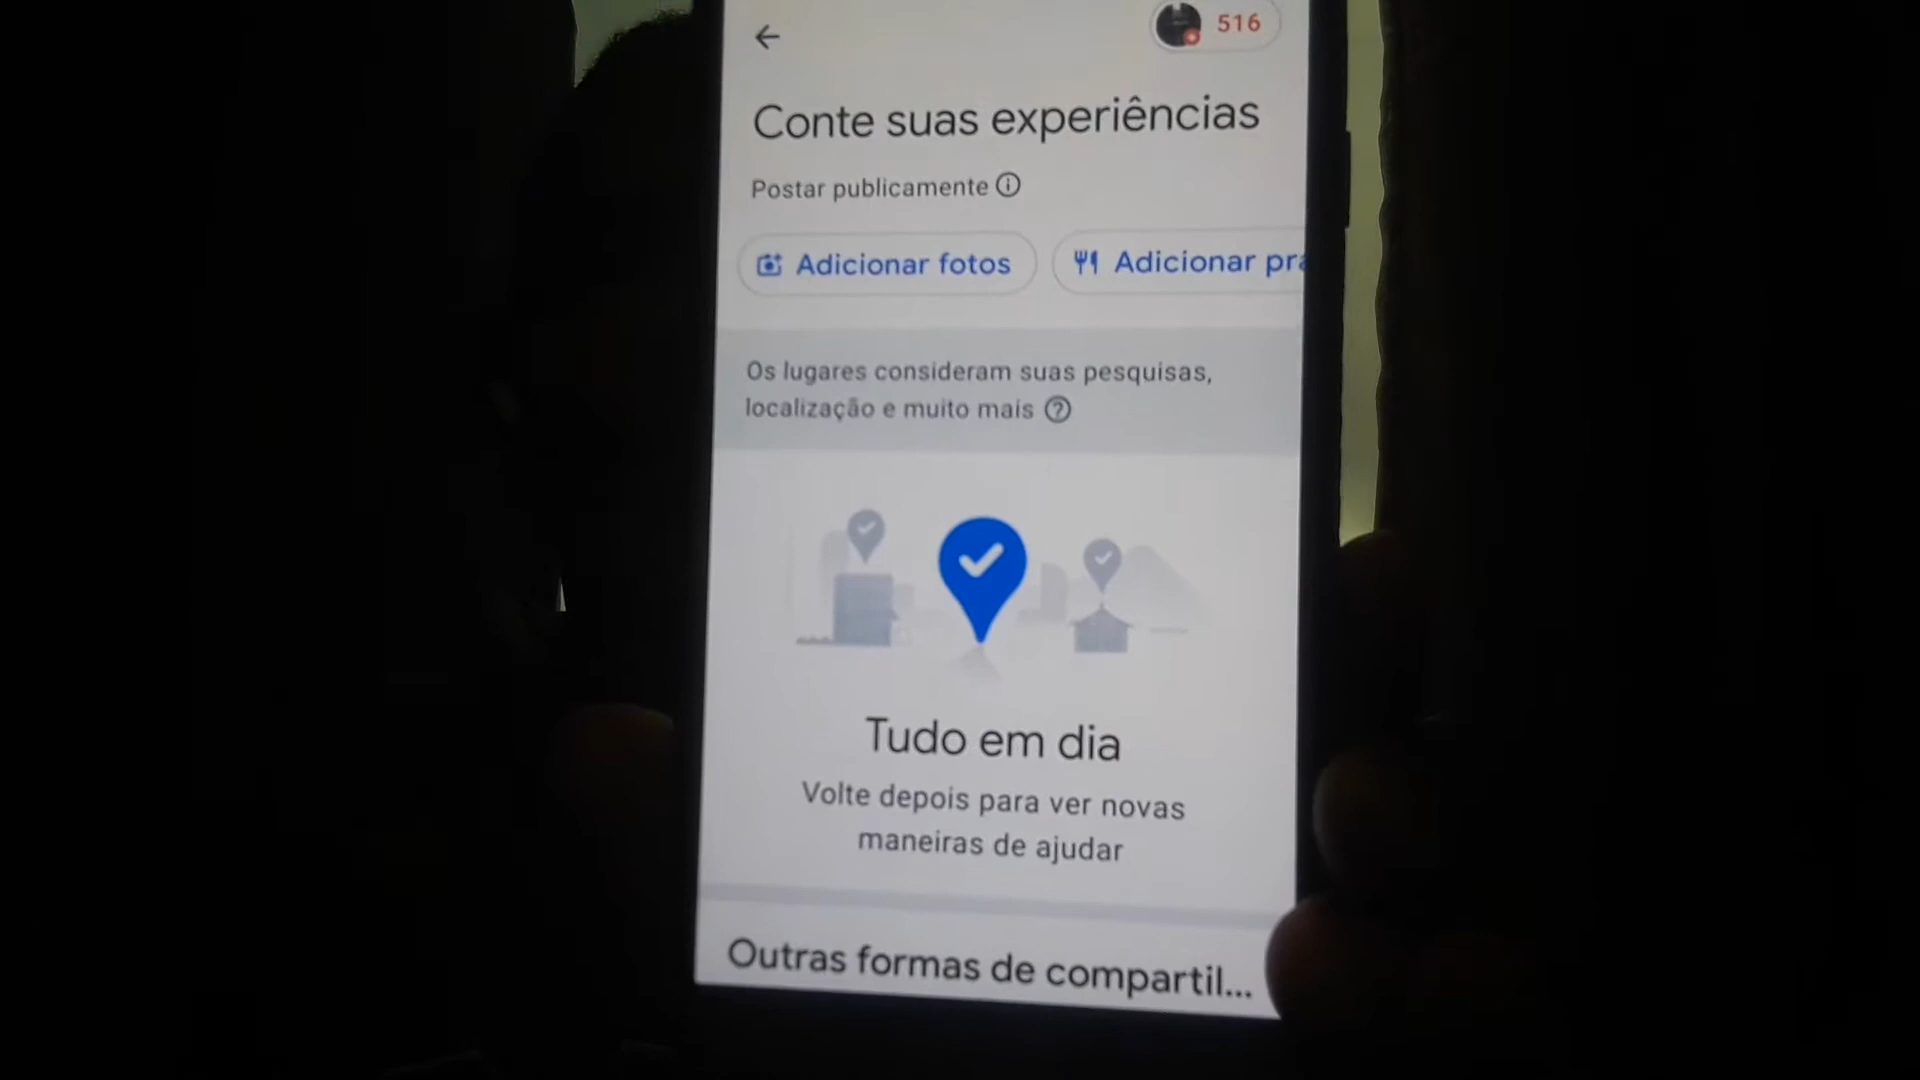 516
Conte suas experiências
Postar publicamente
Adicionar fotos
Adicionar pra
Os lugares consideram suas pesquisas,
localização e muito mais
Tudo em dia
Volte depois para ver novas
maneiras de ajudar
Outras formas de compartil...